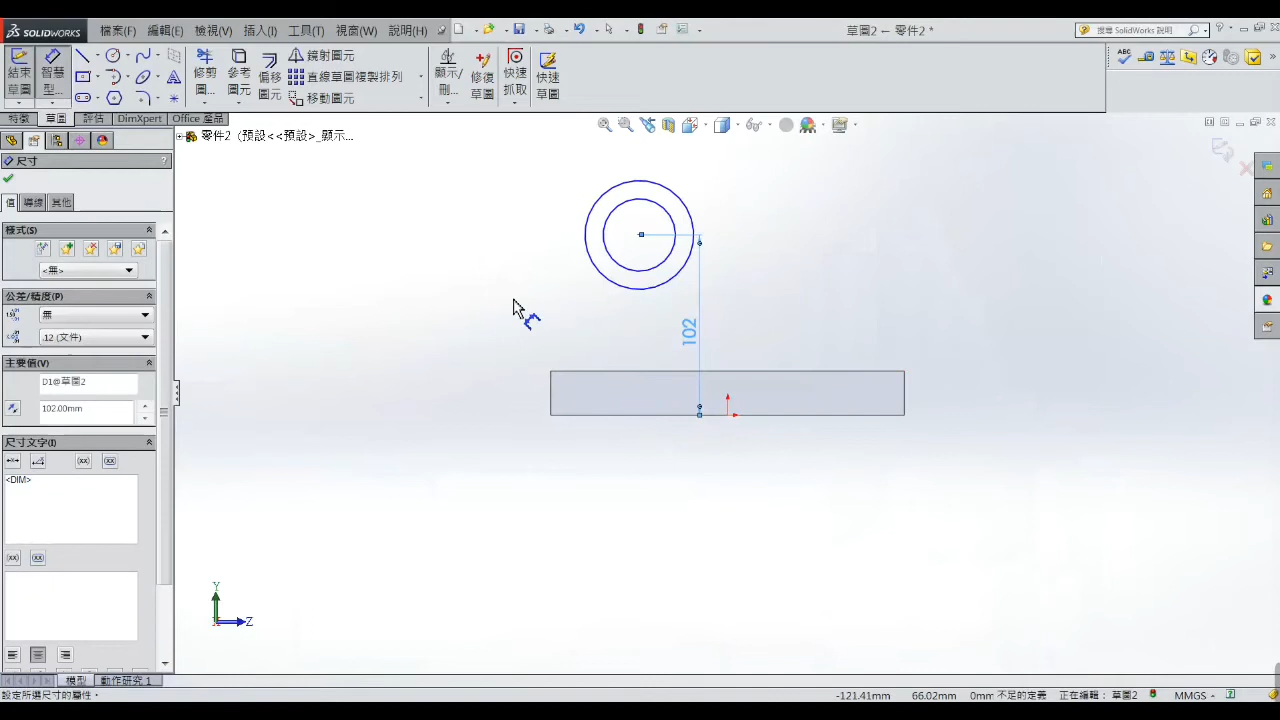 SOLIDWORKS 檔案(F) 編輯(E) 檢視(V) 插入(I) 工具(T) 視窗(W) 說明(L) 草圖2 ← 零件2 * 搜尋 SOLIDWORKS 說明
結束草圖 智慧型... 修剪圖... 參考圖元 偏移圖元 鏡射圖元 直線草圖複製排列 移動圖元 顯示/刪... 修復草圖 快速抓取 快速草圖
特徵 草圖 評估 DimXpert Office 產品
零件2 (預設<<預設>_顯示...
尺寸 ?
值 導線 其他
樣式(S)
<無>
公差/精度(P)
無
.12 (文件)
主要值(V)
D1@草圖2
102.00mm
尺寸文字(I)
(xx) (xx)
<DIM>
(xx) (xx)
102
Y
X
Z
模型 動作研究 1
設定所選尺寸的屬性。 -121.41mm 66.02mm 0mm 不足的定義 正在編輯: 草圖2 MMGS